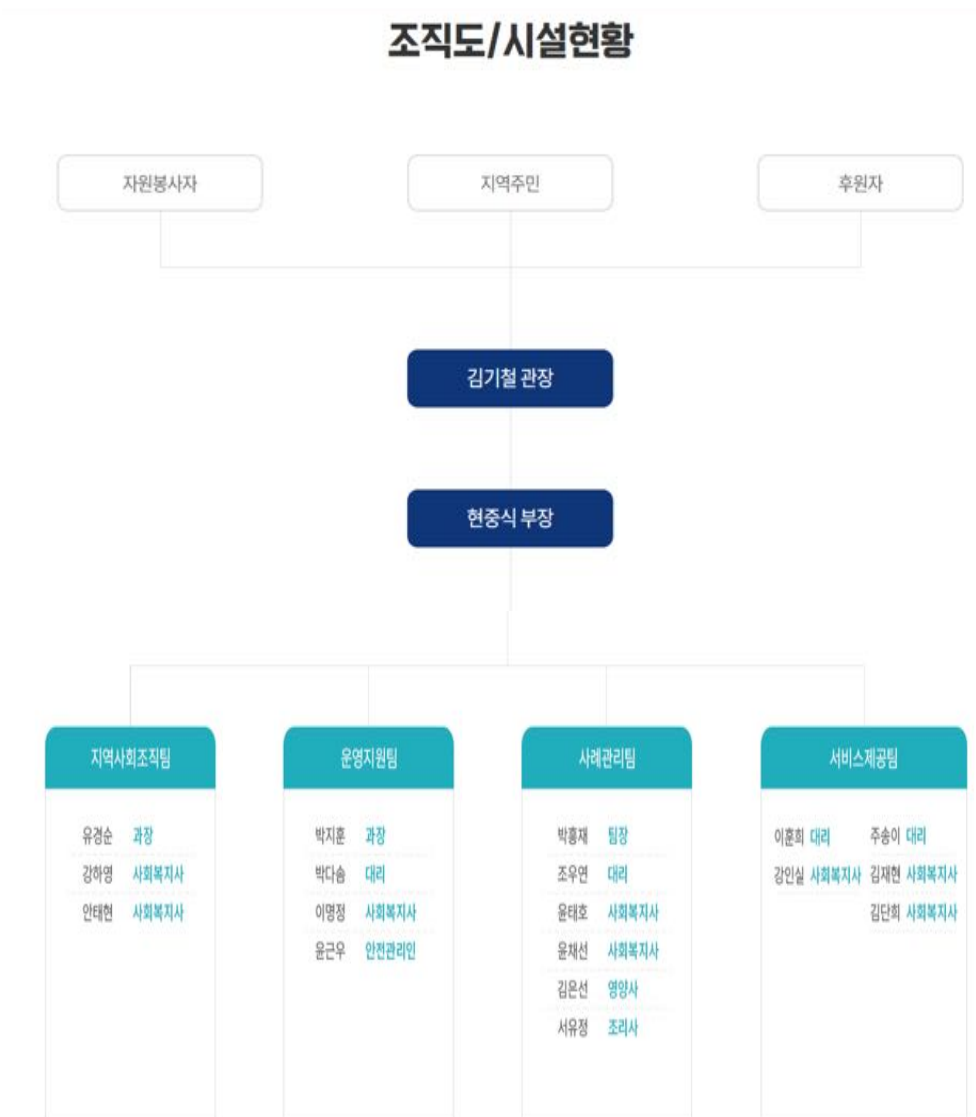 조직도/시설현황
자원봉사자
지역주민
후원자
김기철 관장
현중식 부장
지역사회조직팀
유경순 과장
강하영 사회복지사
안태현 사회복지사
운영지원팀
박지훈 과장
박다솜 대리
이명정 사회복지사
윤근우 안전관리인
사례관리팀
박흥재 팀장
조우연 대리
윤태호 사회복지사
윤채선 사회복지사
김은선 영양사
서유정 조리사
서비스제공팀
이훈희 대리
강인실 사회복지사
주송이 대리
김재현 사회복지사
김단희 사회복지사